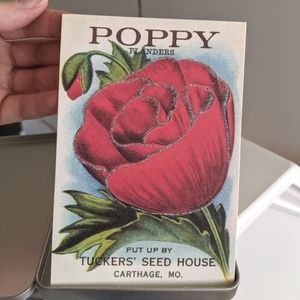 POPPY
FLANDERS
PUT UP BY
TUCKERS' SEED HOUSE
CARTHAGE, MO.